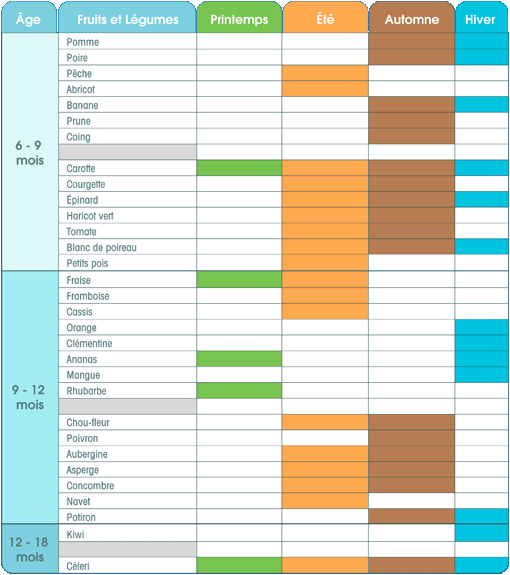 Âge Fruits et Légumes Printemps Été Automne Hiver
6 - 9
mois
Pomme
Poire
Pêche
Abricot
Banane
Prune
Coing
Carotte
Courgette
Épinard
Haricot vert
Tomate
Blanc de poireau
Petits pois
9 - 12
mois
Fraise
Framboise
Cassis
Orange
Clémentine
Ananas
Mangue
Rhubarbe
Chou-fleur
Poivron
Aubergine
Asperge
Concombre
Navet
Potiron
12 - 18
mois
Kiwi
Céleri